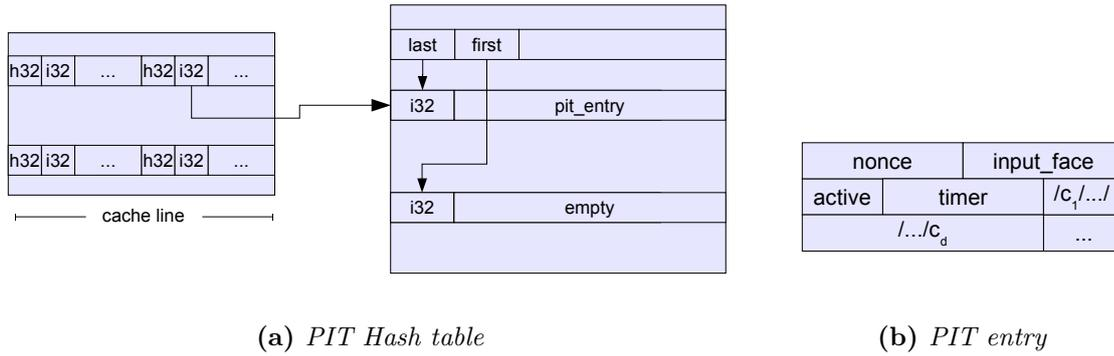 last first
h32 i32 ... h32 i32 ...
i32 pit_entry
h32 i32 ... h32 i32 ...
i32 empty
cache line
nonce input_face
active timer /c₁/.../
/.../c_d ...
(a) PIT Hash table
(b) PIT entry